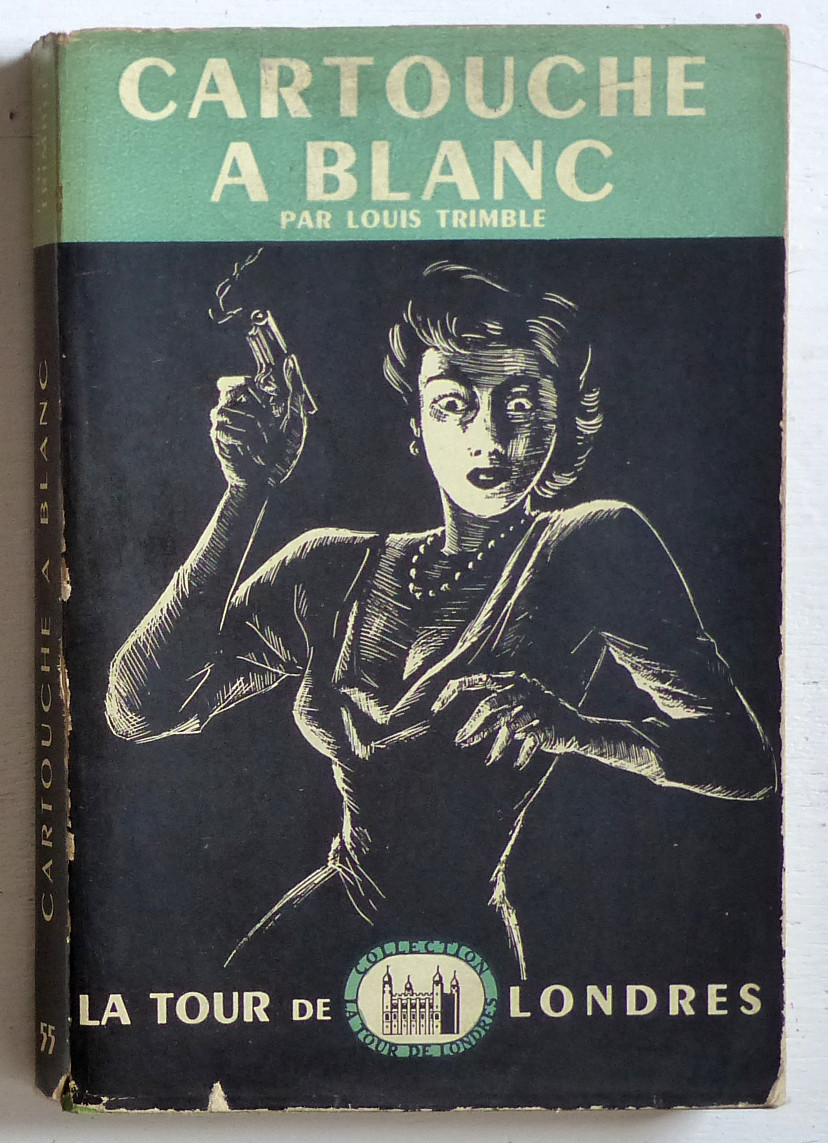 CARTOUCHE
A BLANC
PAR LOUIS TRIMBLE
LA TOUR DE LONDRES
COLLECTION
LA TOUR DE LONDRES
CARTOUCHE A BLANC
55